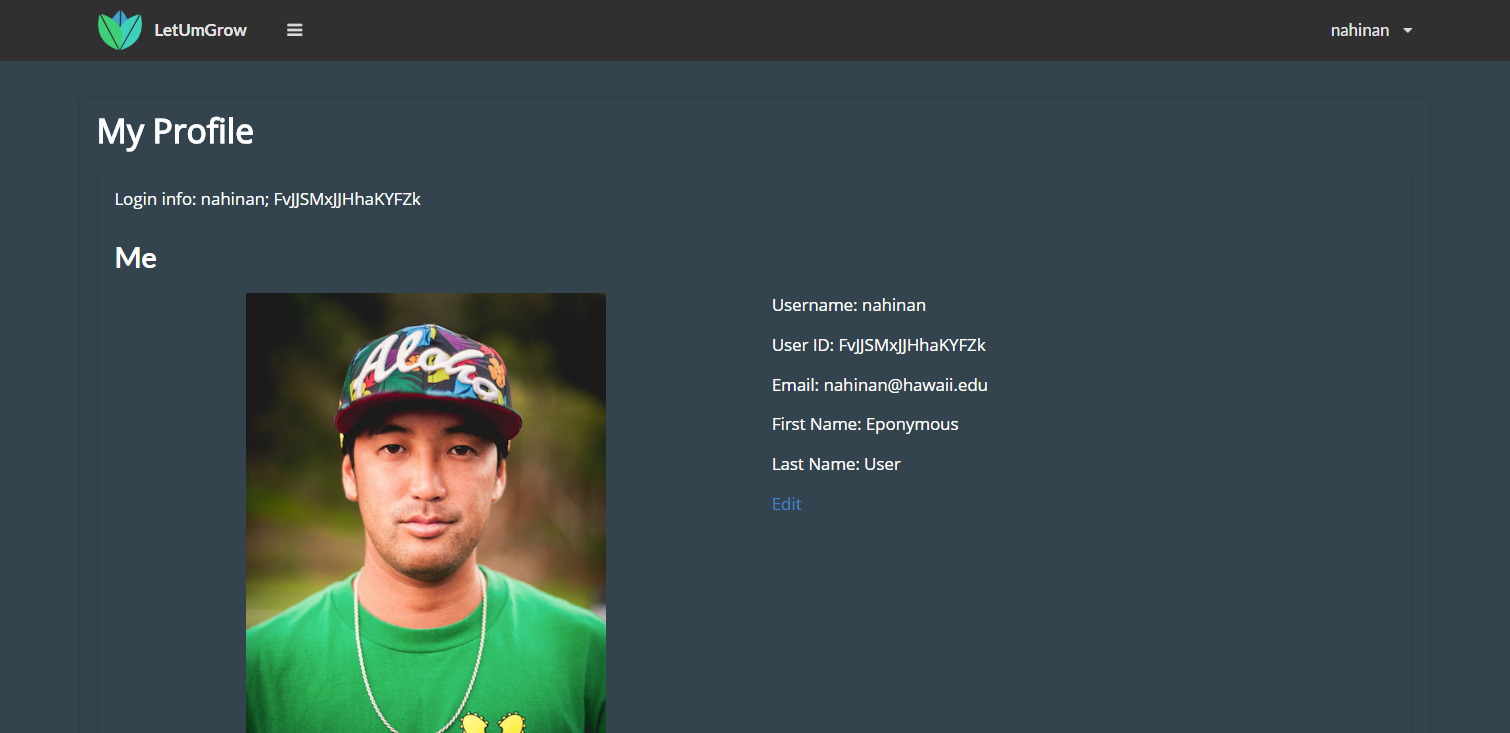 LetUmGrow
nahinan
My Profile
Login info: nahinan; FvJJSMxJJHhaKYFZk
Me
Aloha
Username: nahinan
User ID: FvJJSMxJJHhaKYFZk
Email: nahinan@hawaii.edu
First Name: Eponymous
Last Name: User
Edit